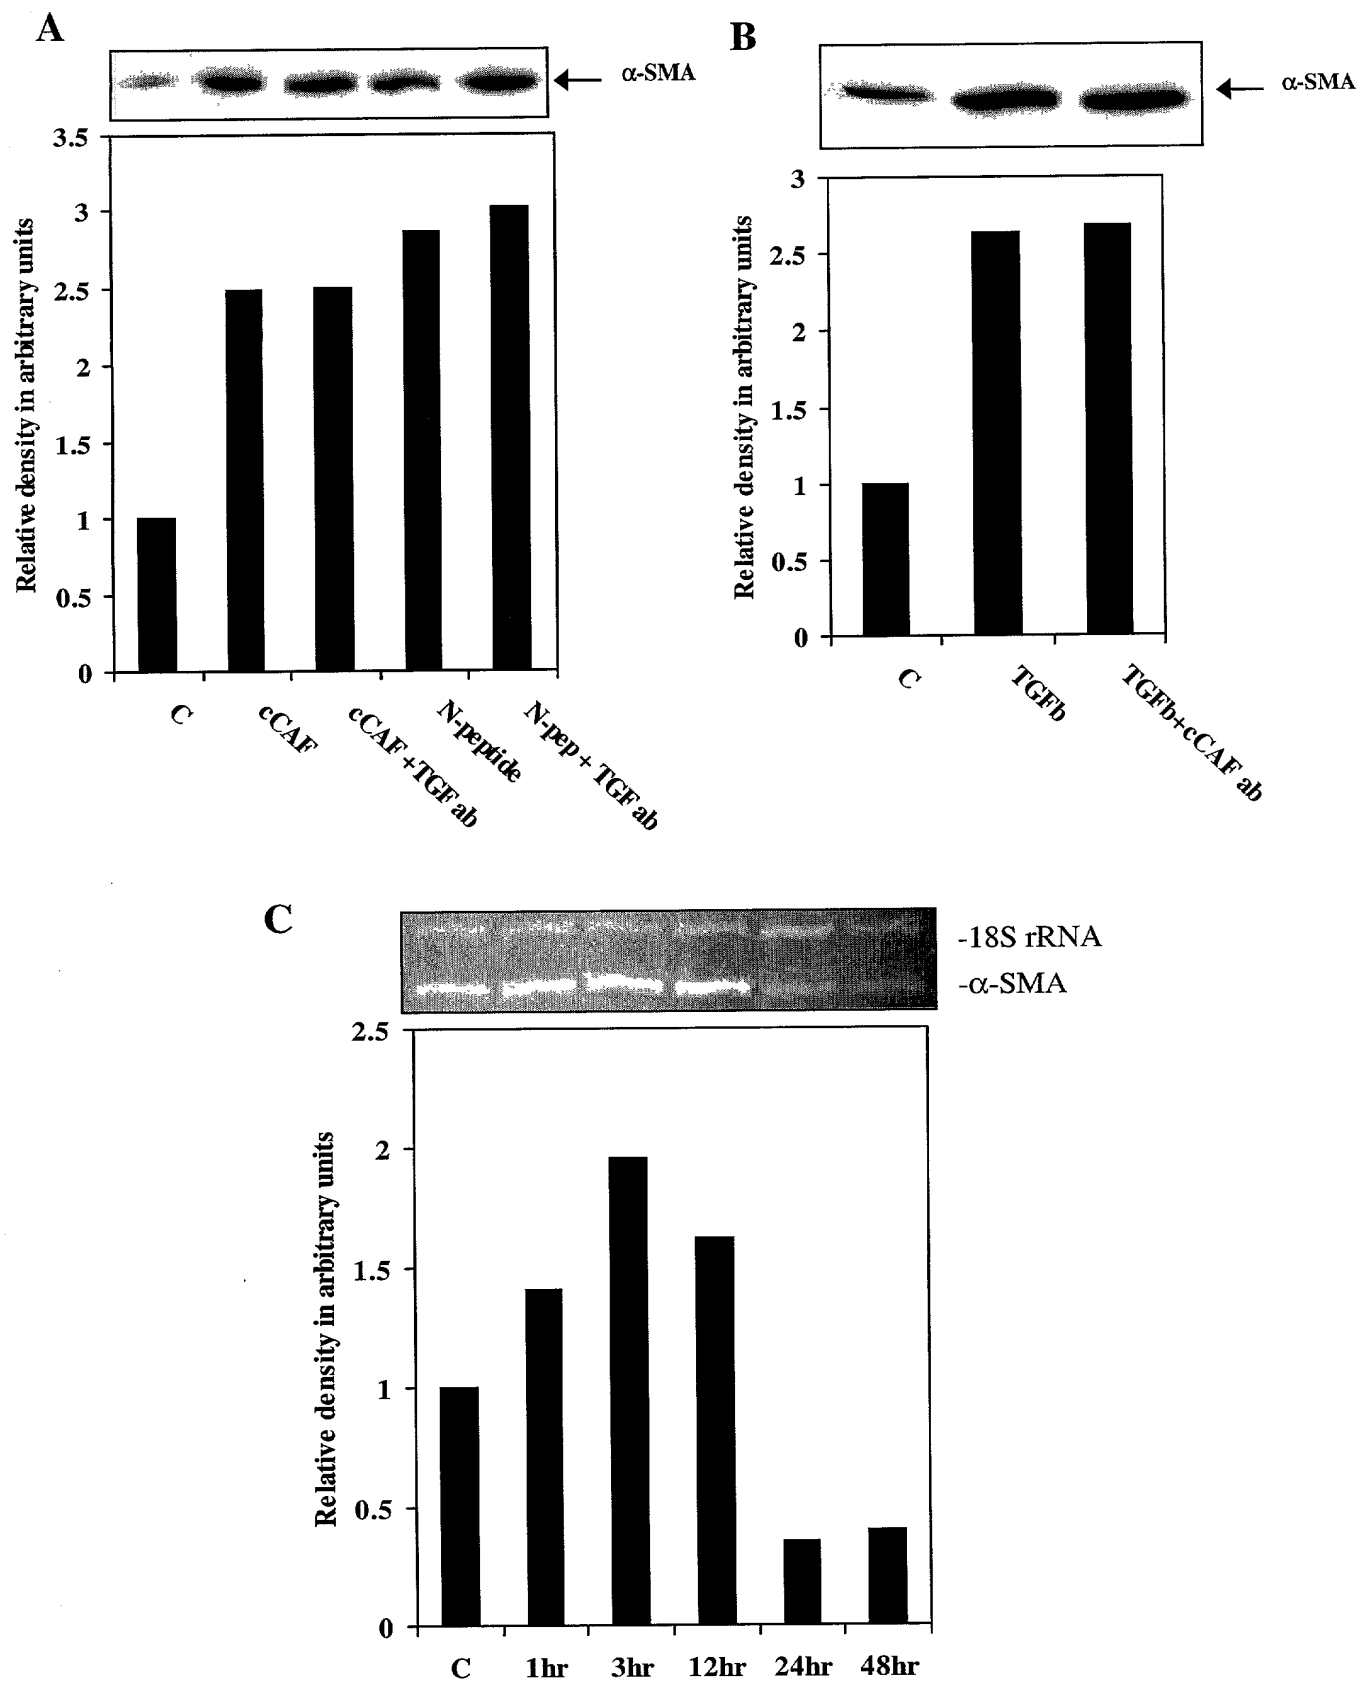 A
α-SMA
Relative density in arbitrary units
3.5
3
2.5
2
1.5
1
0.5
0
C
cCAF
cCAF+TGF ab
N-peptide
N-pep + TGF ab
B
α-SMA
Relative density in arbitrary units
3
2.5
2
1.5
1
0.5
0
C
TGFb
TGFb+cCAF ab
C
-18S rRNA
-α-SMA
Relative density in arbitrary units
2.5
2
1.5
1
0.5
0
C 1hr 3hr 12hr 24hr 48hr